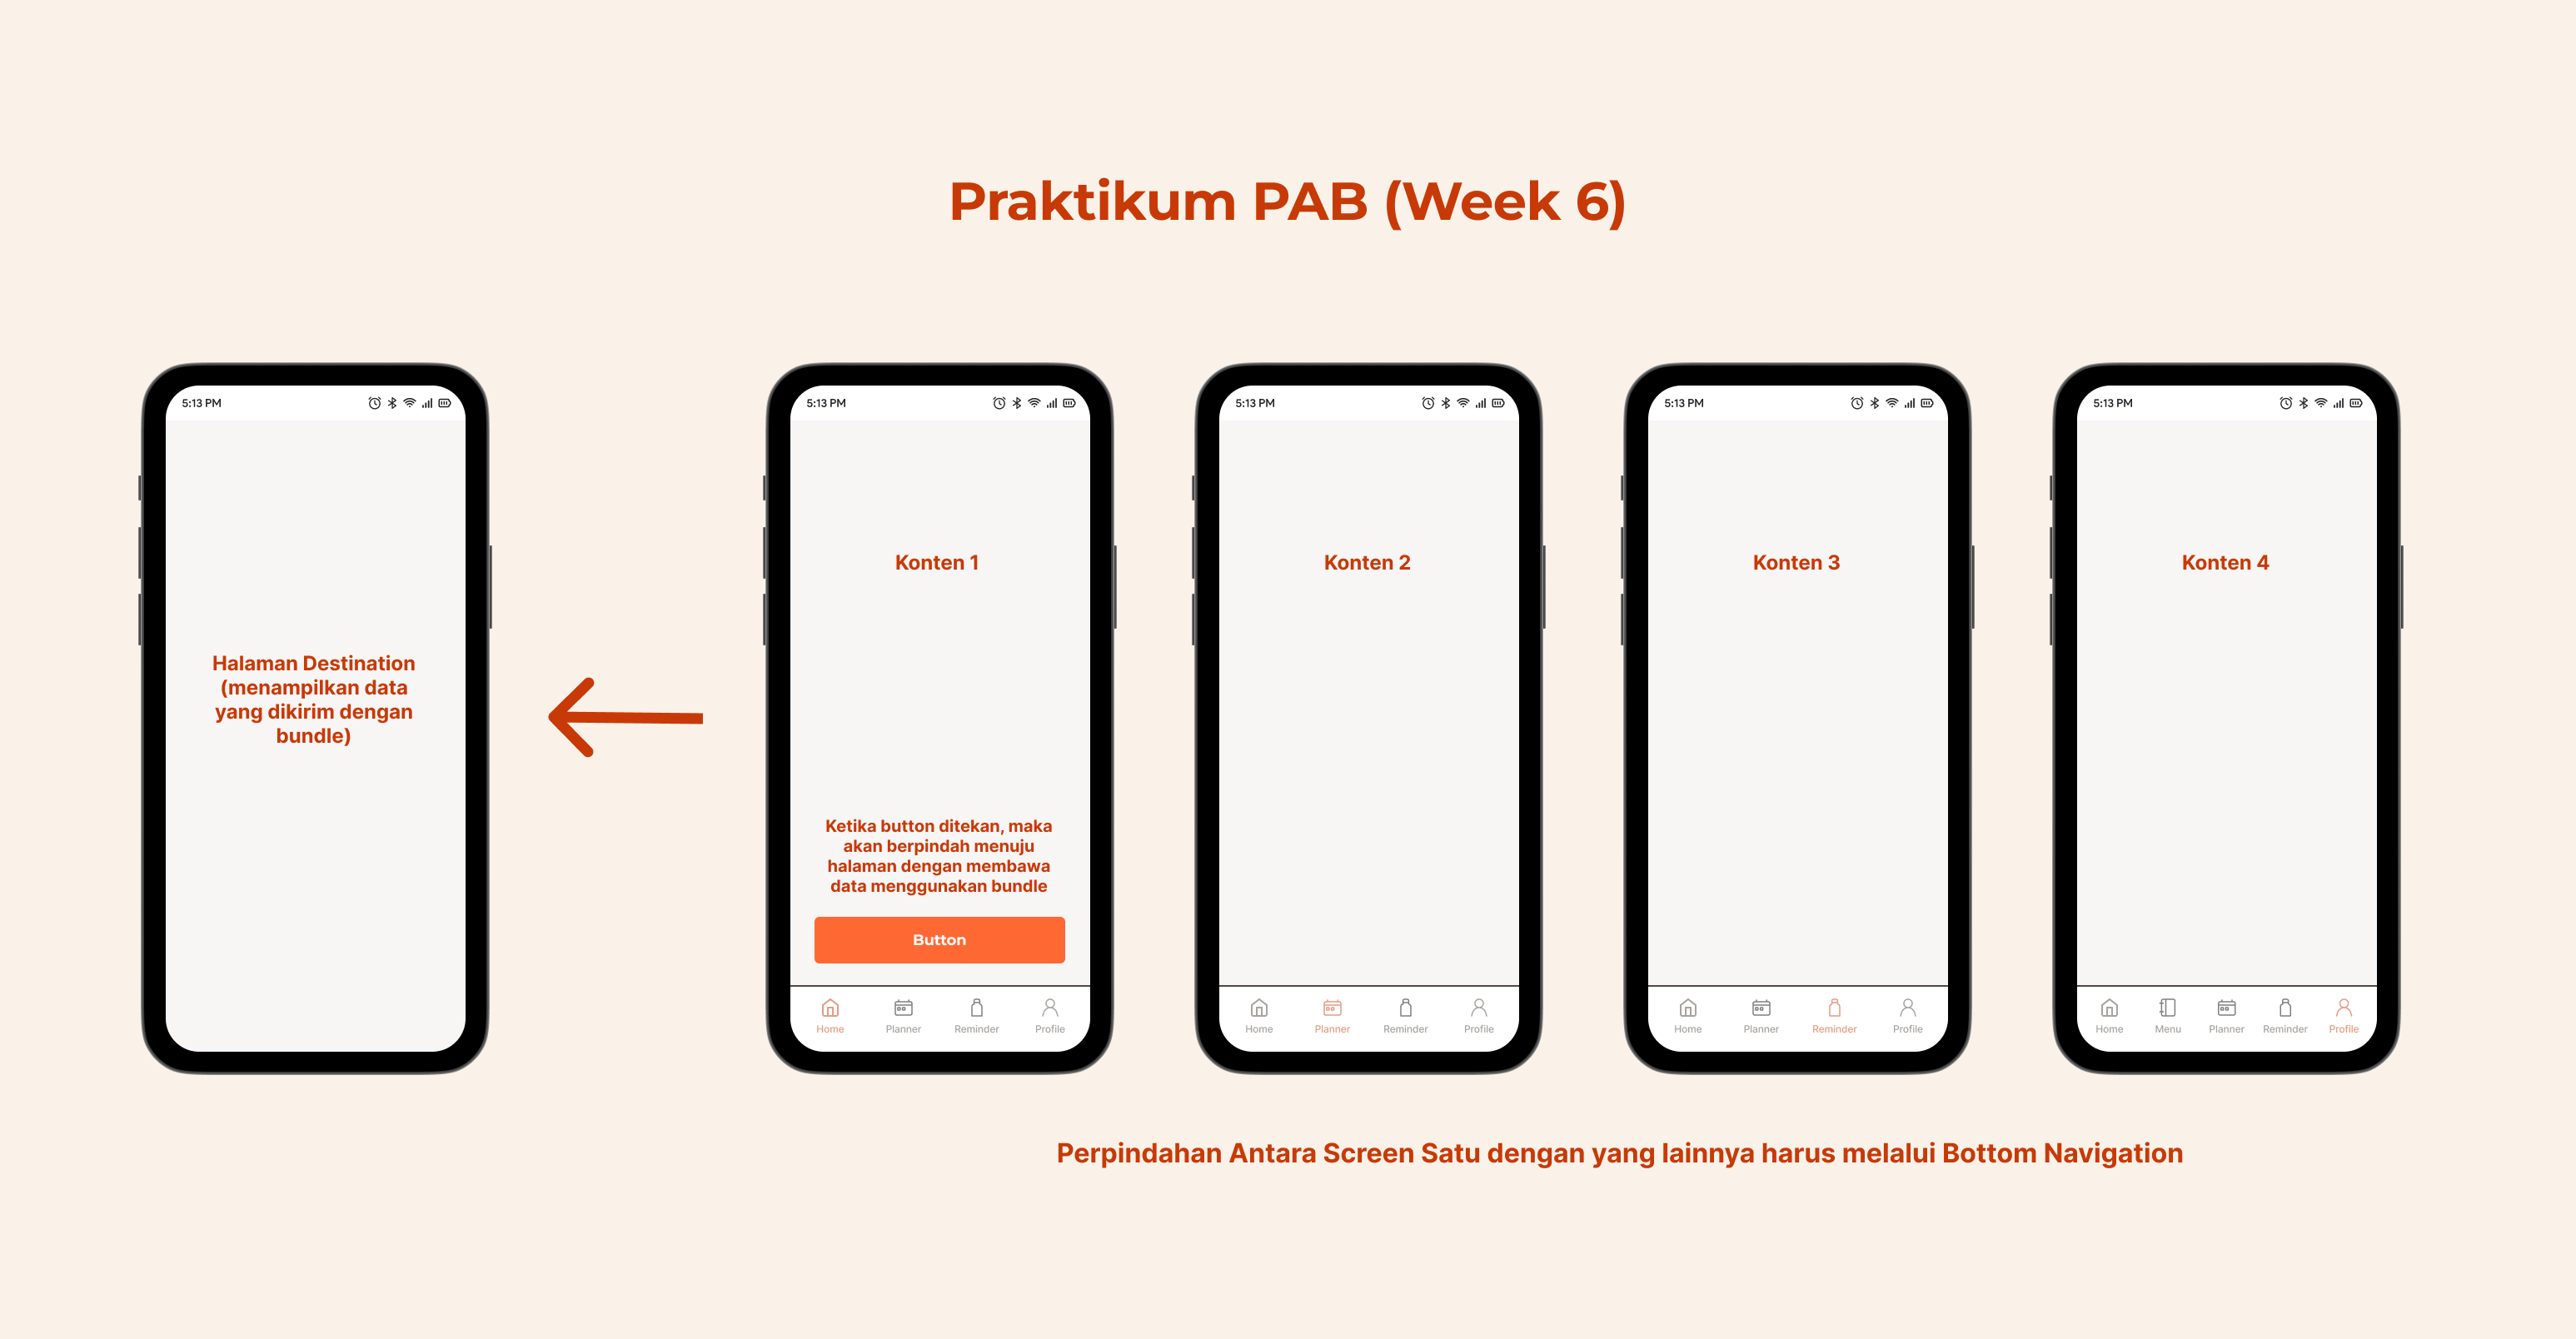 Praktikum PAB (Week 6)
5:13 PM
Halaman Destination
(menampilkan data
yang dikirim dengan
bundle)
5:13 PM
Konten 1
Ketika button ditekan, maka
akan berpindah menuju
halaman dengan membawa
data menggunakan bundle
Button
Home Planner Reminder Profile
5:13 PM
Konten 2
Home Planner Reminder Profile
5:13 PM
Konten 3
Home Planner Reminder Profile
5:13 PM
Konten 4
Home Menu Planner Reminder Profile
Perpindahan Antara Screen Satu dengan yang lainnya harus melalui Bottom Navigation